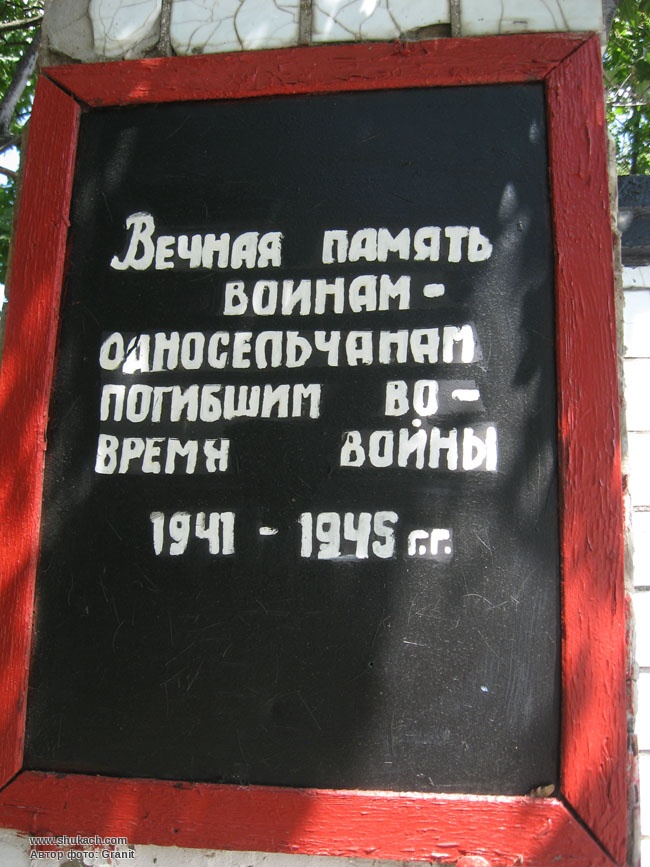 Вечная память
воинам-
односельчанам
погибшим во-
время войны
1941 - 1945 г.г.
www.shukach.com
Автор фото: Granit